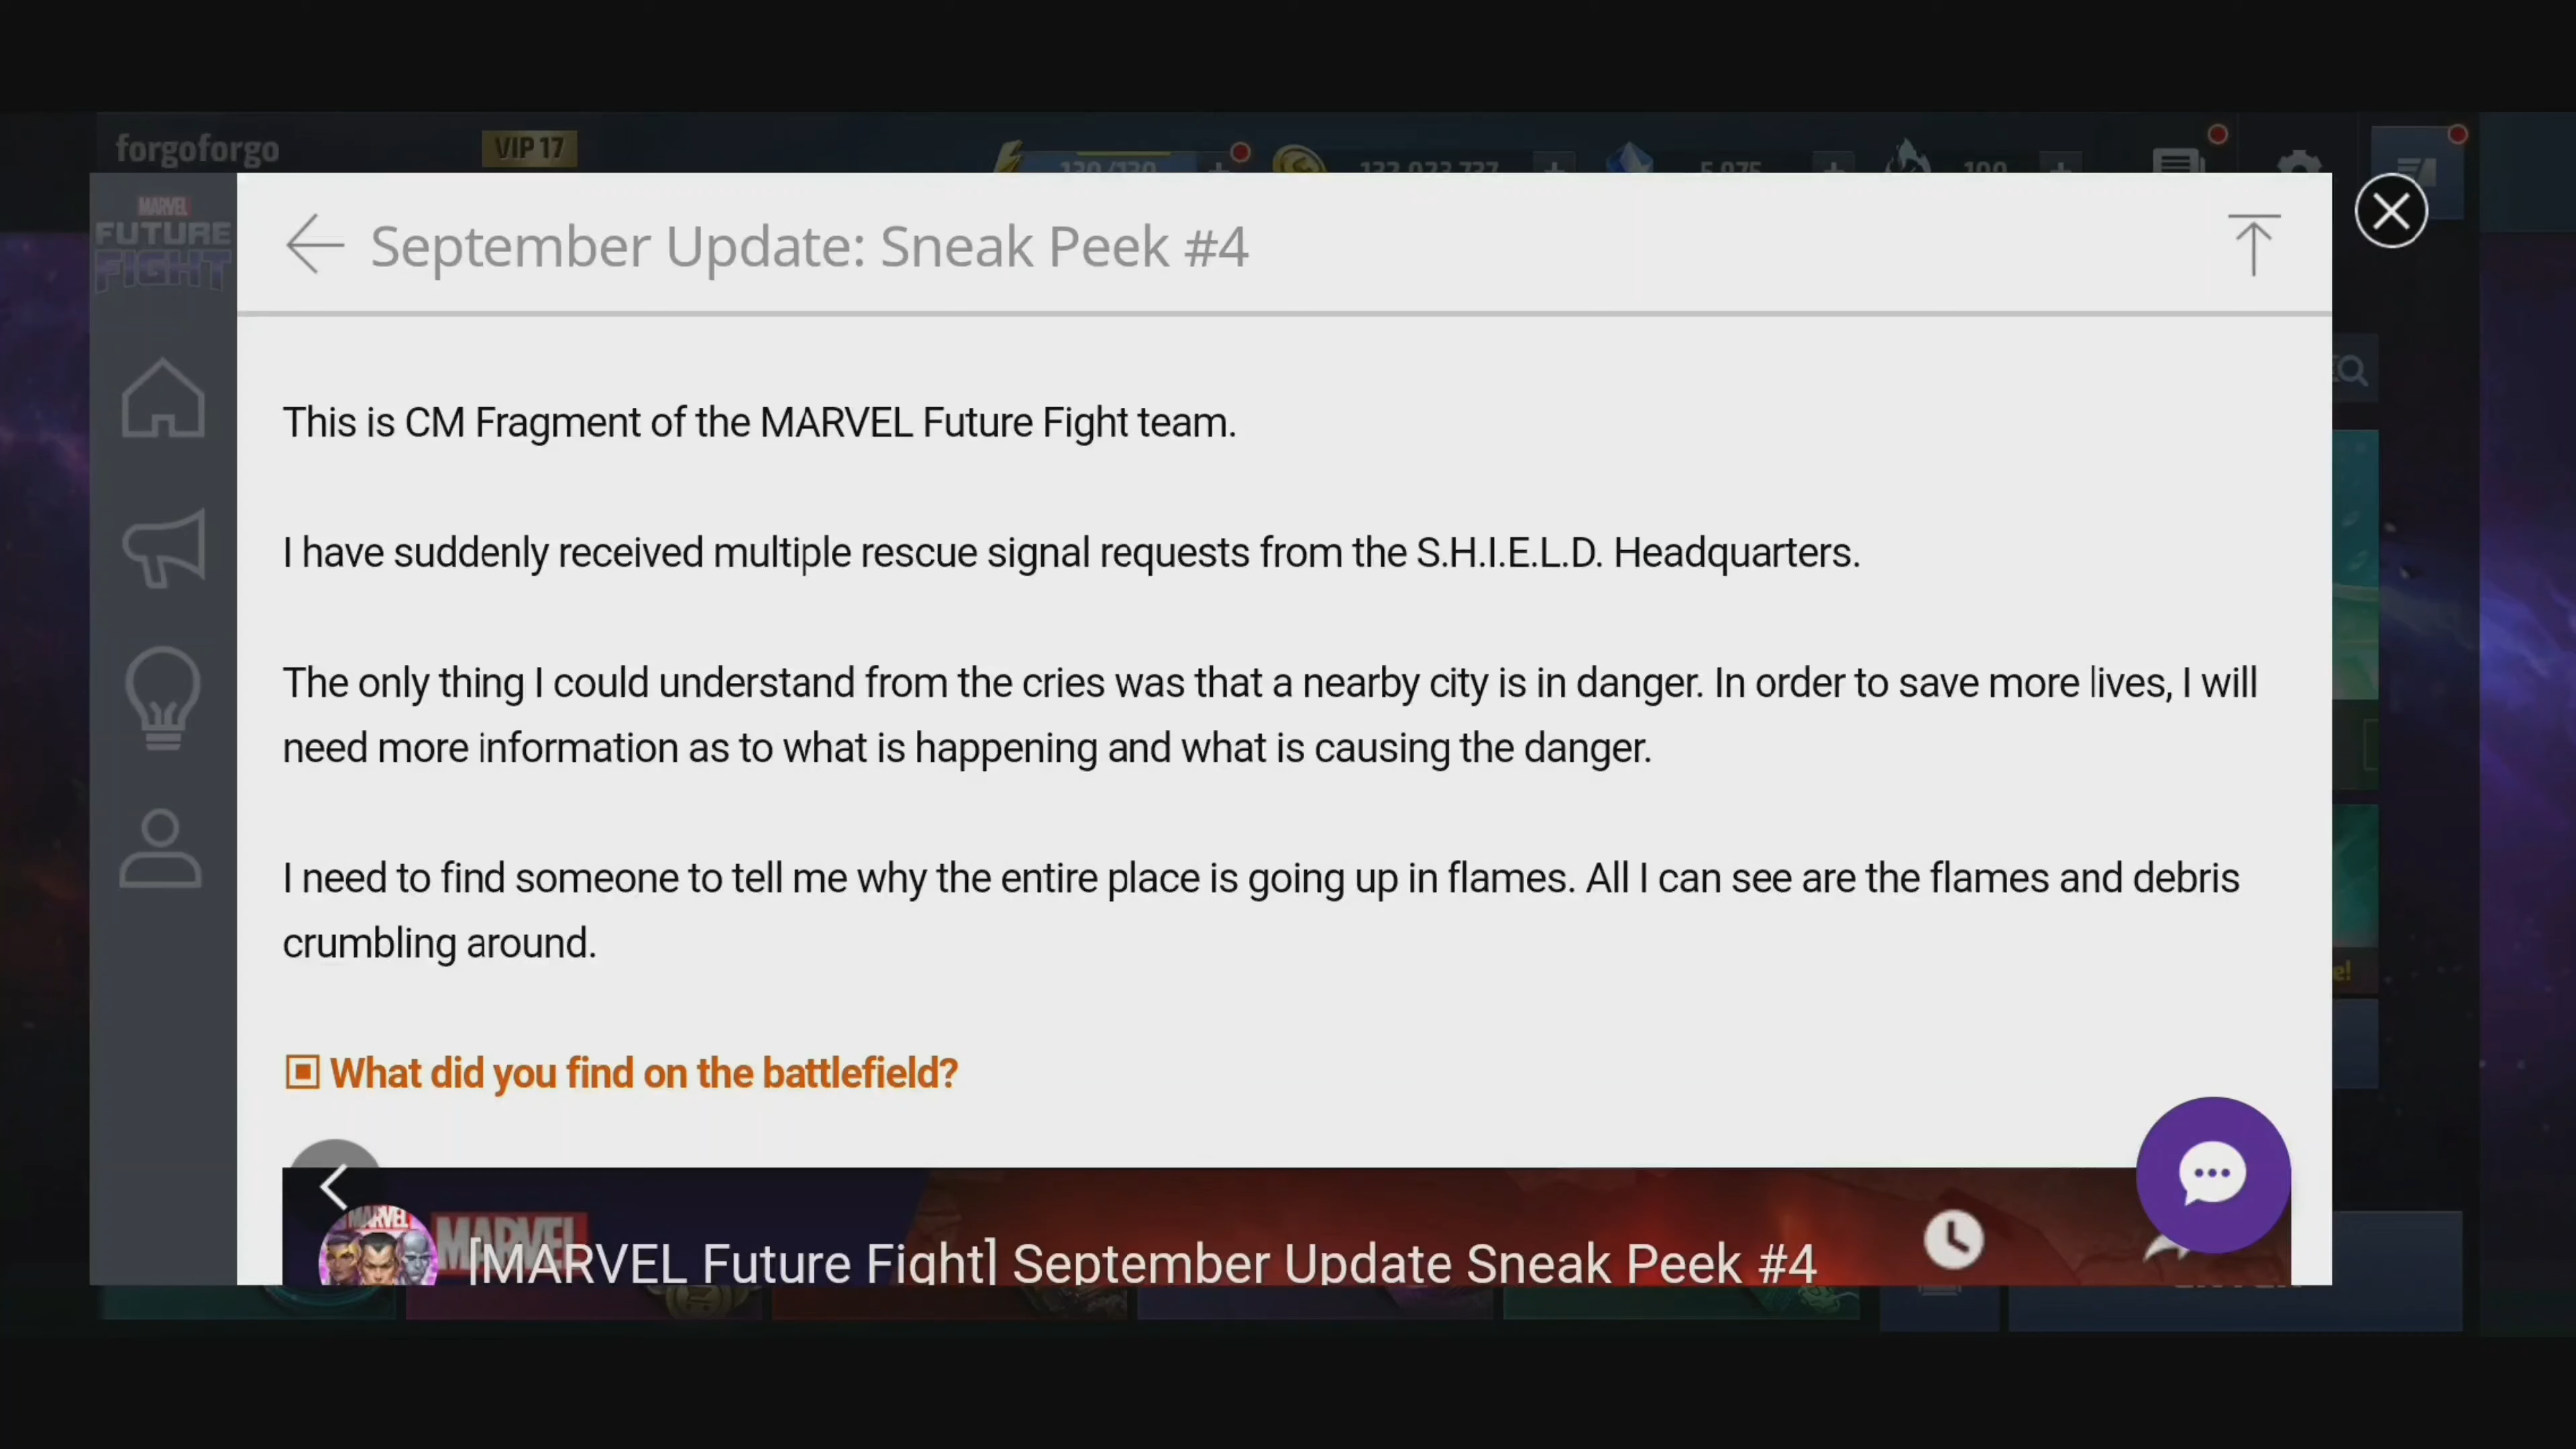 forgoforgo
VIP 17
MARVEL
FUTURE
FIGHT
September Update: Sneak Peek #4
This is CM Fragment of the MARVEL Future Fight team.
I have suddenly received multiple rescue signal requests from the S.H.I.E.L.D. Headquarters.
The only thing I could understand from the cries was that a nearby city is in danger. In order to save more lives, I will
need more information as to what is happening and what is causing the danger.
I need to find someone to tell me why the entire place is going up in flames. All I can see are the flames and debris
crumbling around.
What did you find on the battlefield?
MARVEL
MARVEL
[MARVEL Future Fight] September Update Sneak Peek #4